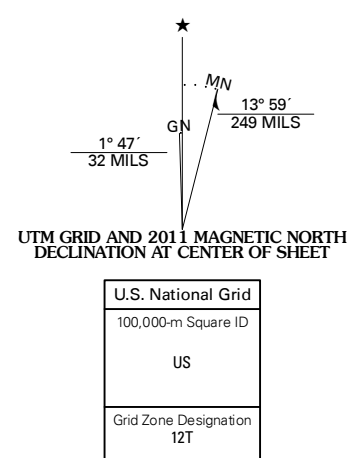 ★
MN
GN
13° 59´
249 MILS
1° 47´
32 MILS
UTM GRID AND 2011 MAGNETIC NORTH
DECLINATION AT CENTER OF SHEET
U.S. National Grid
100,000-m Square ID
US
Grid Zone Designation
12T